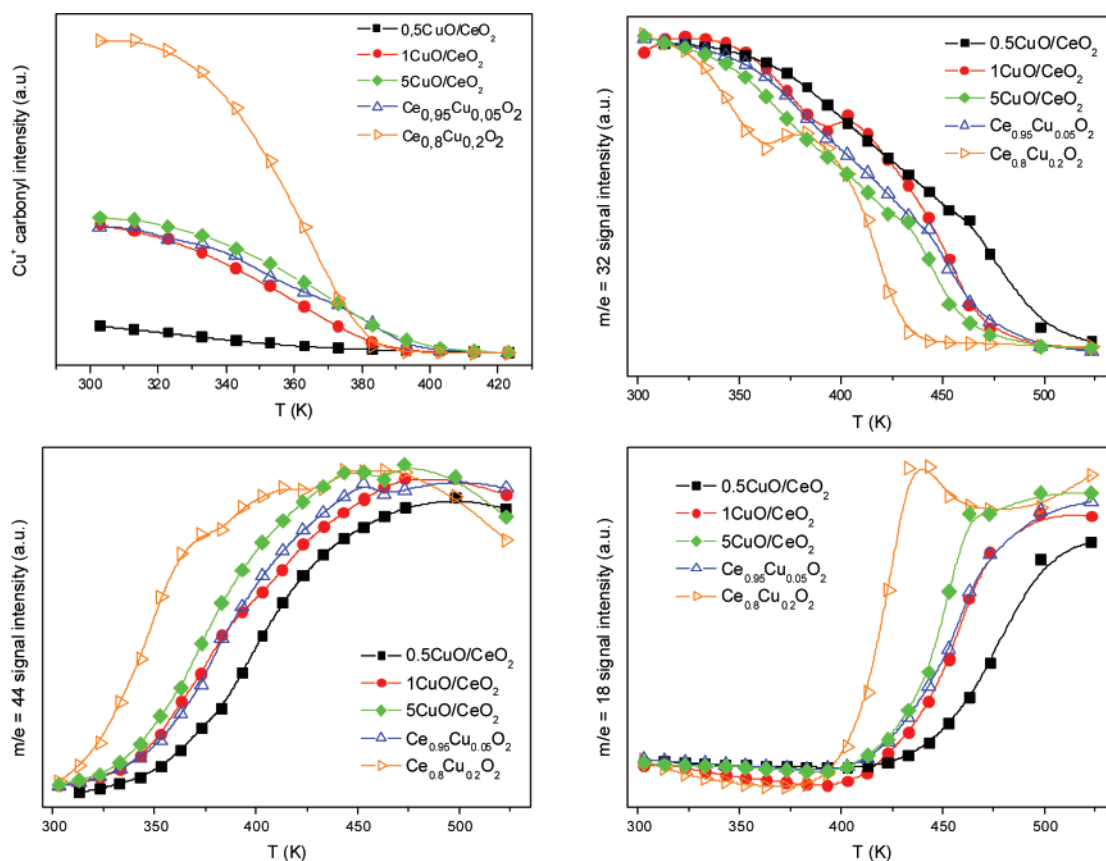 Cu⁺ carbonyl intensity (a.u.)
0,5CuO/CeO₂
1CuO/CeO₂
5CuO/CeO₂
Ce₀,₉₅Cu₀,₀₅O₂
Ce₀,₈Cu₀,₂O₂
300 320 340 360 380 400 420
T (K)
m/e = 32 signal intensity (a.u.)
0.5CuO/CeO₂
1CuO/CeO₂
5CuO/CeO₂
Ce₀.₉₅Cu₀.₀₅O₂
Ce₀.₈Cu₀.₂O₂
300 350 400 450 500
T (K)
m/e = 44 signal intensity (a.u.)
0.5CuO/CeO₂
1CuO/CeO₂
5CuO/CeO₂
Ce₀.₉₅Cu₀.₀₅O₂
Ce₀.₈Cu₀.₂O₂
300 350 400 450 500
T (K)
m/e = 18 signal intensity (a.u.)
0.5CuO/CeO₂
1CuO/CeO₂
5CuO/CeO₂
Ce₀.₉₅Cu₀.₀₅O₂
Ce₀.₈Cu₀.₂O₂
300 350 400 450 500
T (K)